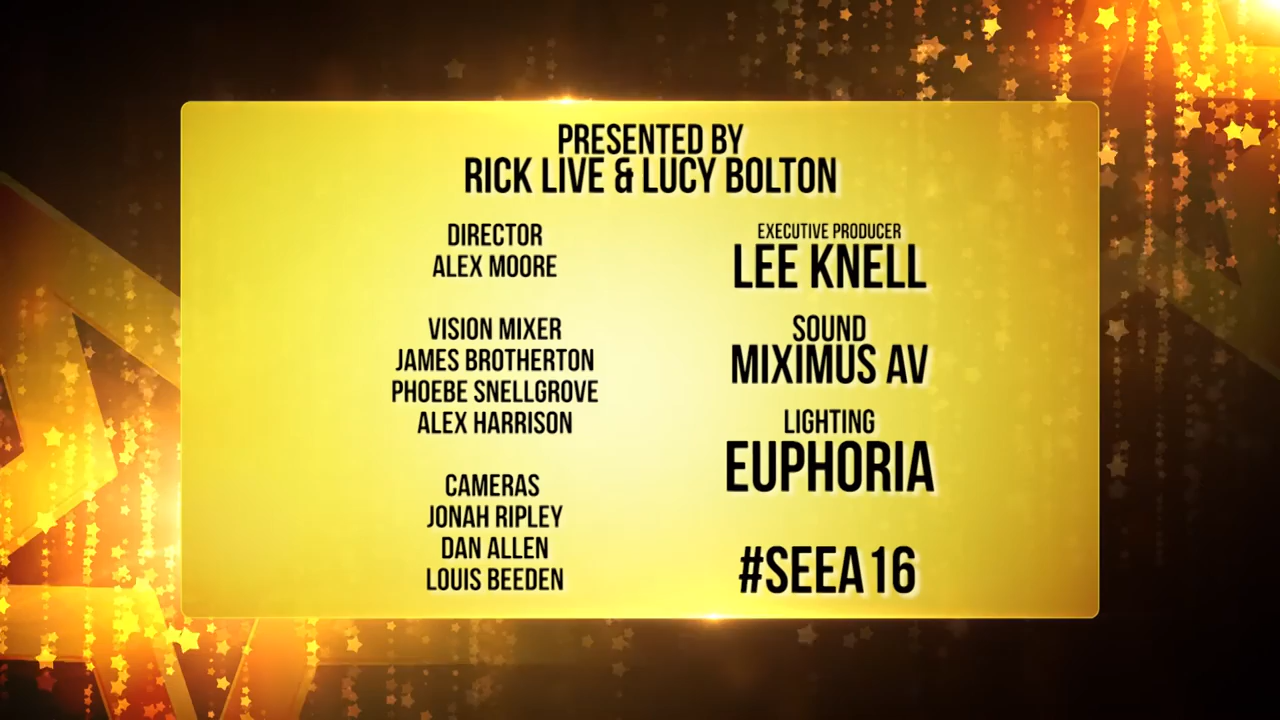 PRESENTED BY
RICK LIVE & LUCY BOLTON
DIRECTOR
ALEX MOORE
VISION MIXER
JAMES BROTHERTON
PHOEBE SNELLGROVE
ALEX HARRISON
CAMERAS
JONAH RIPLEY
DAN ALLEN
LOUIS BEEDEN
EXECUTIVE PRODUCER
LEE KNELL
SOUND
MIXIMUS AV
LIGHTING
EUPHORIA
#SEEA16